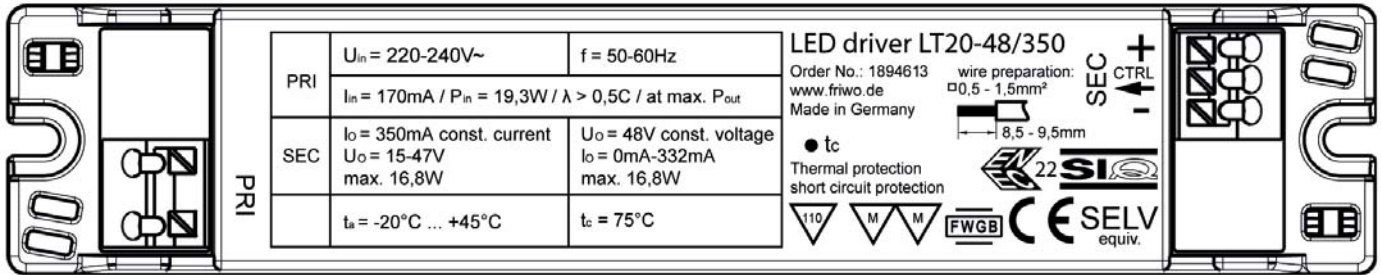 PRI
PRI
Uin = 220-240V~
f = 50-60Hz
Iin = 170mA / Pin = 19,3W / λ > 0,5C / at max. Pout
SEC
Io = 350mA const. current
Uo = 15-47V
max. 16,8W
Uo = 48V const. voltage
Io = 0mA-332mA
max. 16,8W
ta = -20°C ... +45°C
tc = 75°C
LED driver LT20-48/350
Order No.: 1894613
www.friwo.de
Made in Germany
wire preparation:
0,5 - 1,5mm²
8,5 - 9,5mm
tc
Thermal protection
short circuit protection
110
M
M
FWGB
CE
ENEC
22
SIQ
SELV
equiv.
SEC
+
CTRL
-